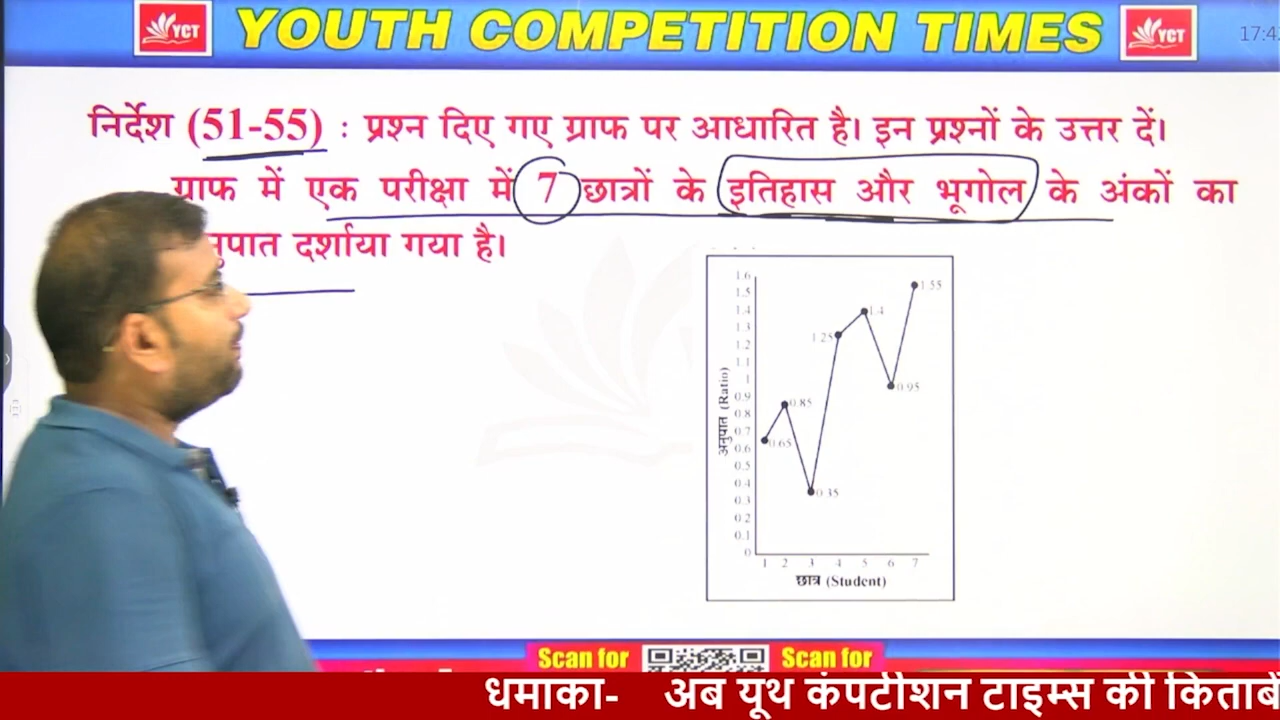 YCT
YOUTH COMPETITION TIMES
YCT
निर्देश (51-55) : प्रश्न दिए गए ग्राफ पर आधारित है। इन प्रश्नों के उत्तर दें।
ग्राफ में एक परीक्षा में 7 छात्रों के इतिहास और भूगोल के अंकों का
दर्शाया गया है।
अनुपात (Ratio)
1.6
1.5
1.4
1.3
1.2
1.1
1
0.9
0.8
0.7
0.6
0.5
0.4
0.3
0.2
0.1
0
0.65
0.85
0.35
1.25
1.4
0.95
1.55
1 2 3 4 5 6 7
छात्र (Student)
Scan for
Scan for
धमाका- अब यूथ कंपटीशन टाइम्स की किताबें